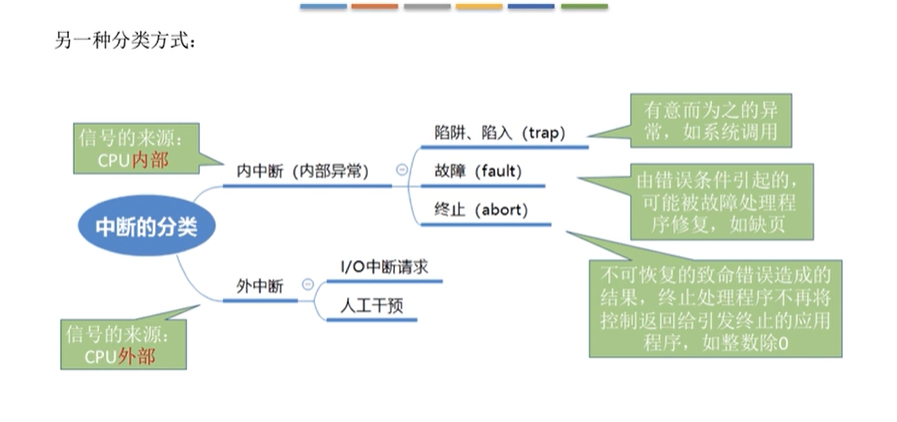 另一种分类方式：
信号的来源：
CPU内部
中断的分类
信号的来源：
CPU外部
内中断（内部异常）
陷阱、陷入（trap）
故障（fault）
终止（abort）
外中断
I/O中断请求
人工干预
有意而为之的异
常，如系统调用
由错误条件引起的，
可能被故障处理程
序修复，如缺页
不可恢复的致命错误造成的
结果，终止处理程序不再将
控制返回给引发终止的应用
程序，如整数除0